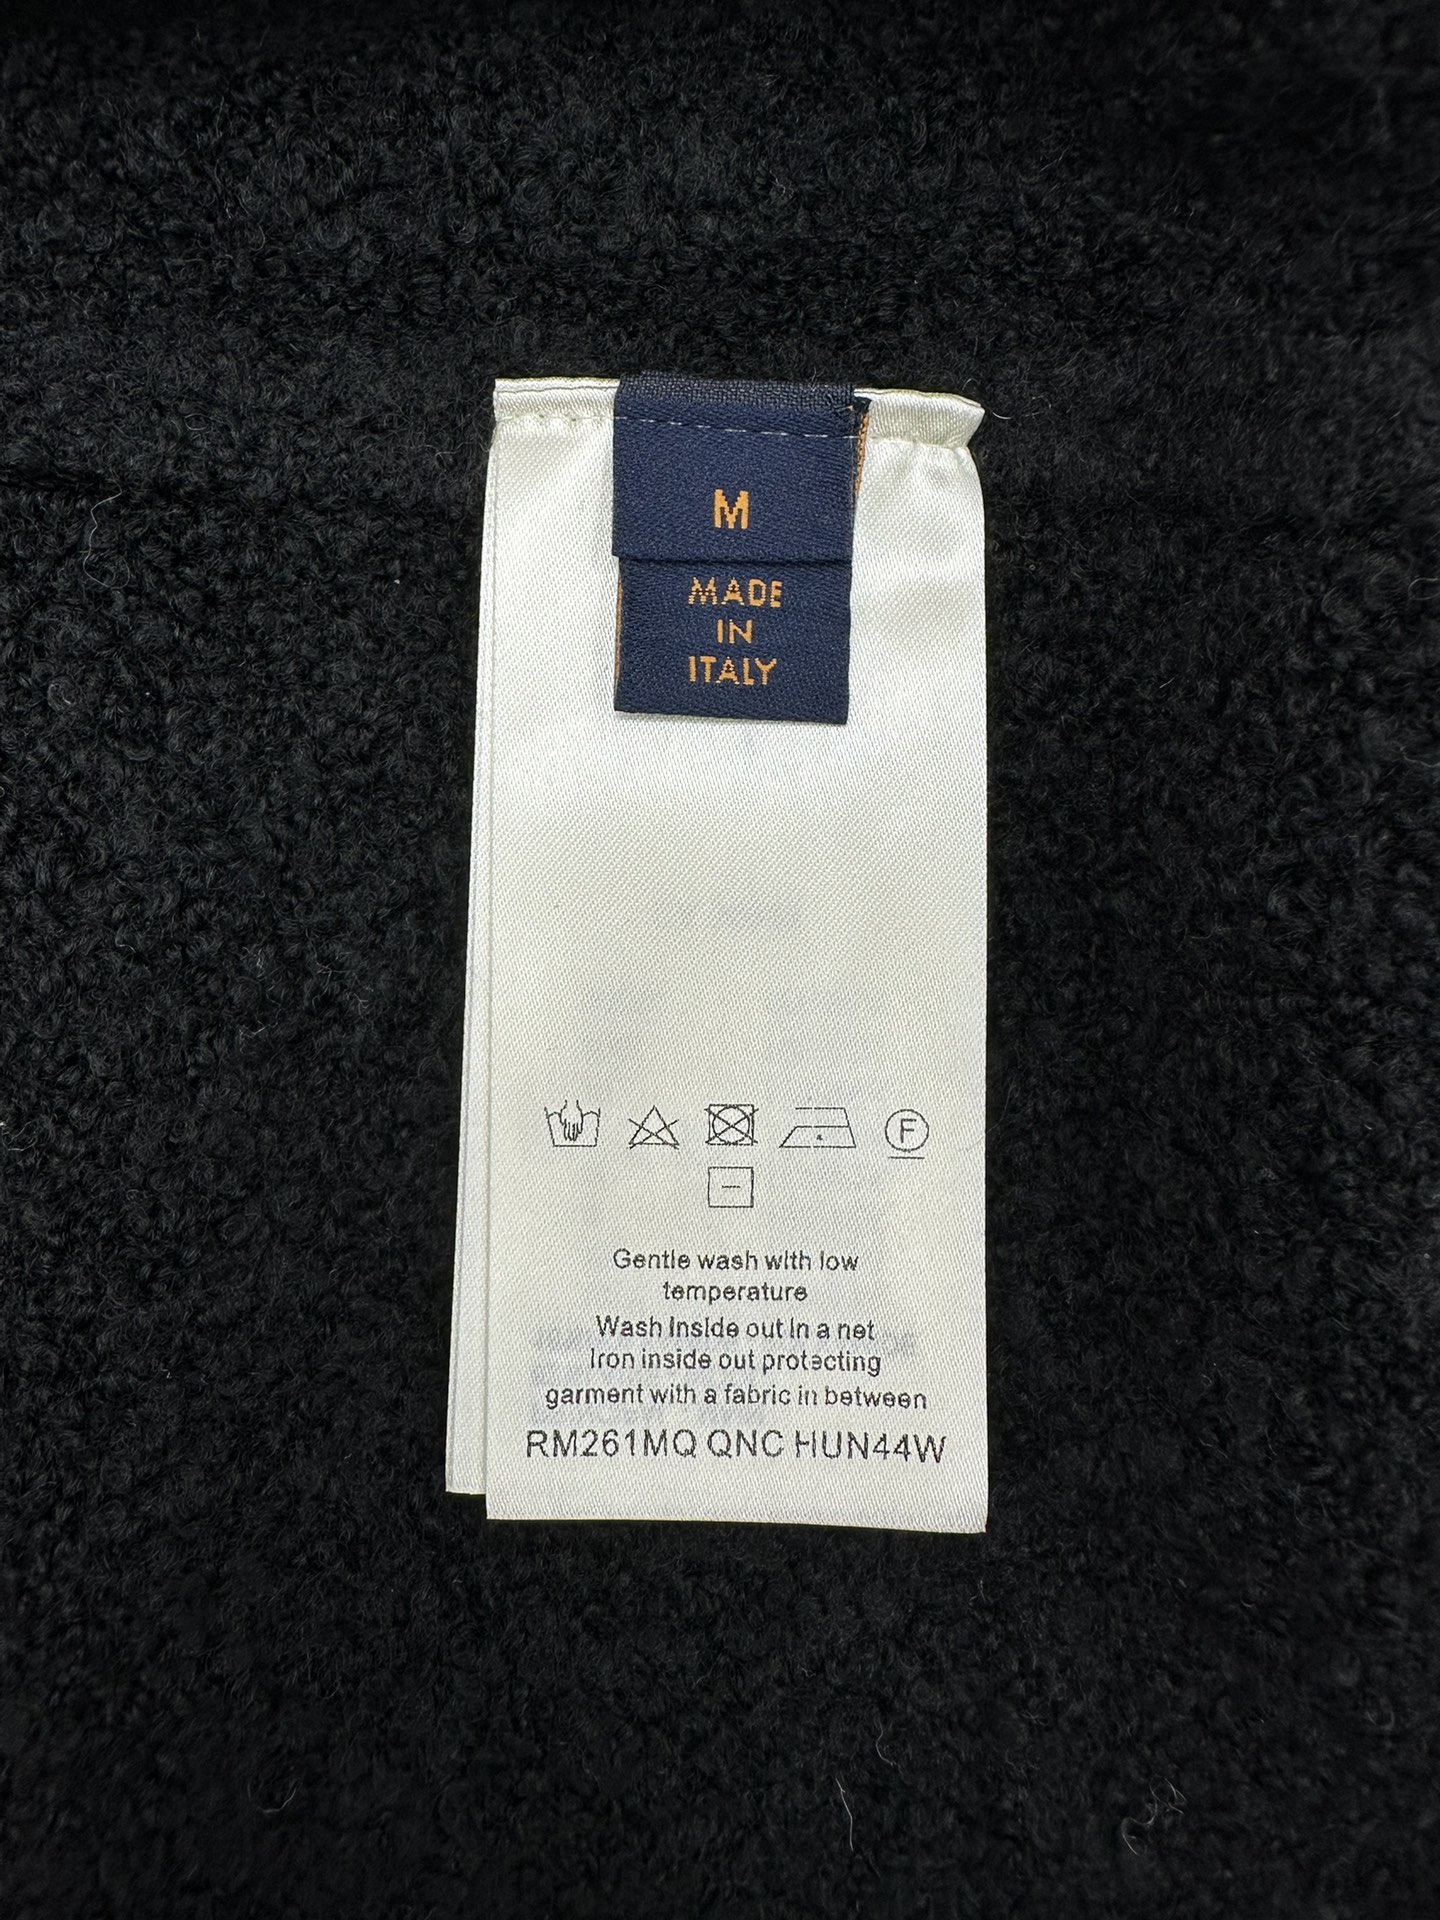 M
MADE
IN
ITALY
F
Gentle wash with low
temperature
Wash Inside out in a net
Iron inside out protecting
garment with a fabric in between
RM261MQ QNC HUN44W